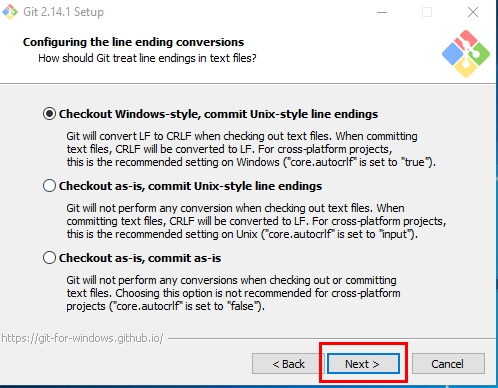 Git 2.14.1 Setup
Configuring the line ending conversions
How should Git treat line endings in text files?
Checkout Windows-style, commit Unix-style line endings
Git will convert LF to CRLF when checking out text files. When committing
text files, CRLF will be converted to LF. For cross-platform projects,
this is the recommended setting on Windows ("core.autocrlf" is set to "true").
Checkout as-is, commit Unix-style line endings
Git will not perform any conversion when checking out text files. When
committing text files, CRLF will be converted to LF. For cross-platform projects,
this is the recommended setting on Unix ("core.autocrlf" is set to "input").
Checkout as-is, commit as-is
Git will not perform any conversions when checking out or committing
text files. Choosing this option is not recommended for cross-platform
projects ("core.autocrlf" is set to "false").
https://git-for-windows.github.io/
< Back
Next >
Cancel